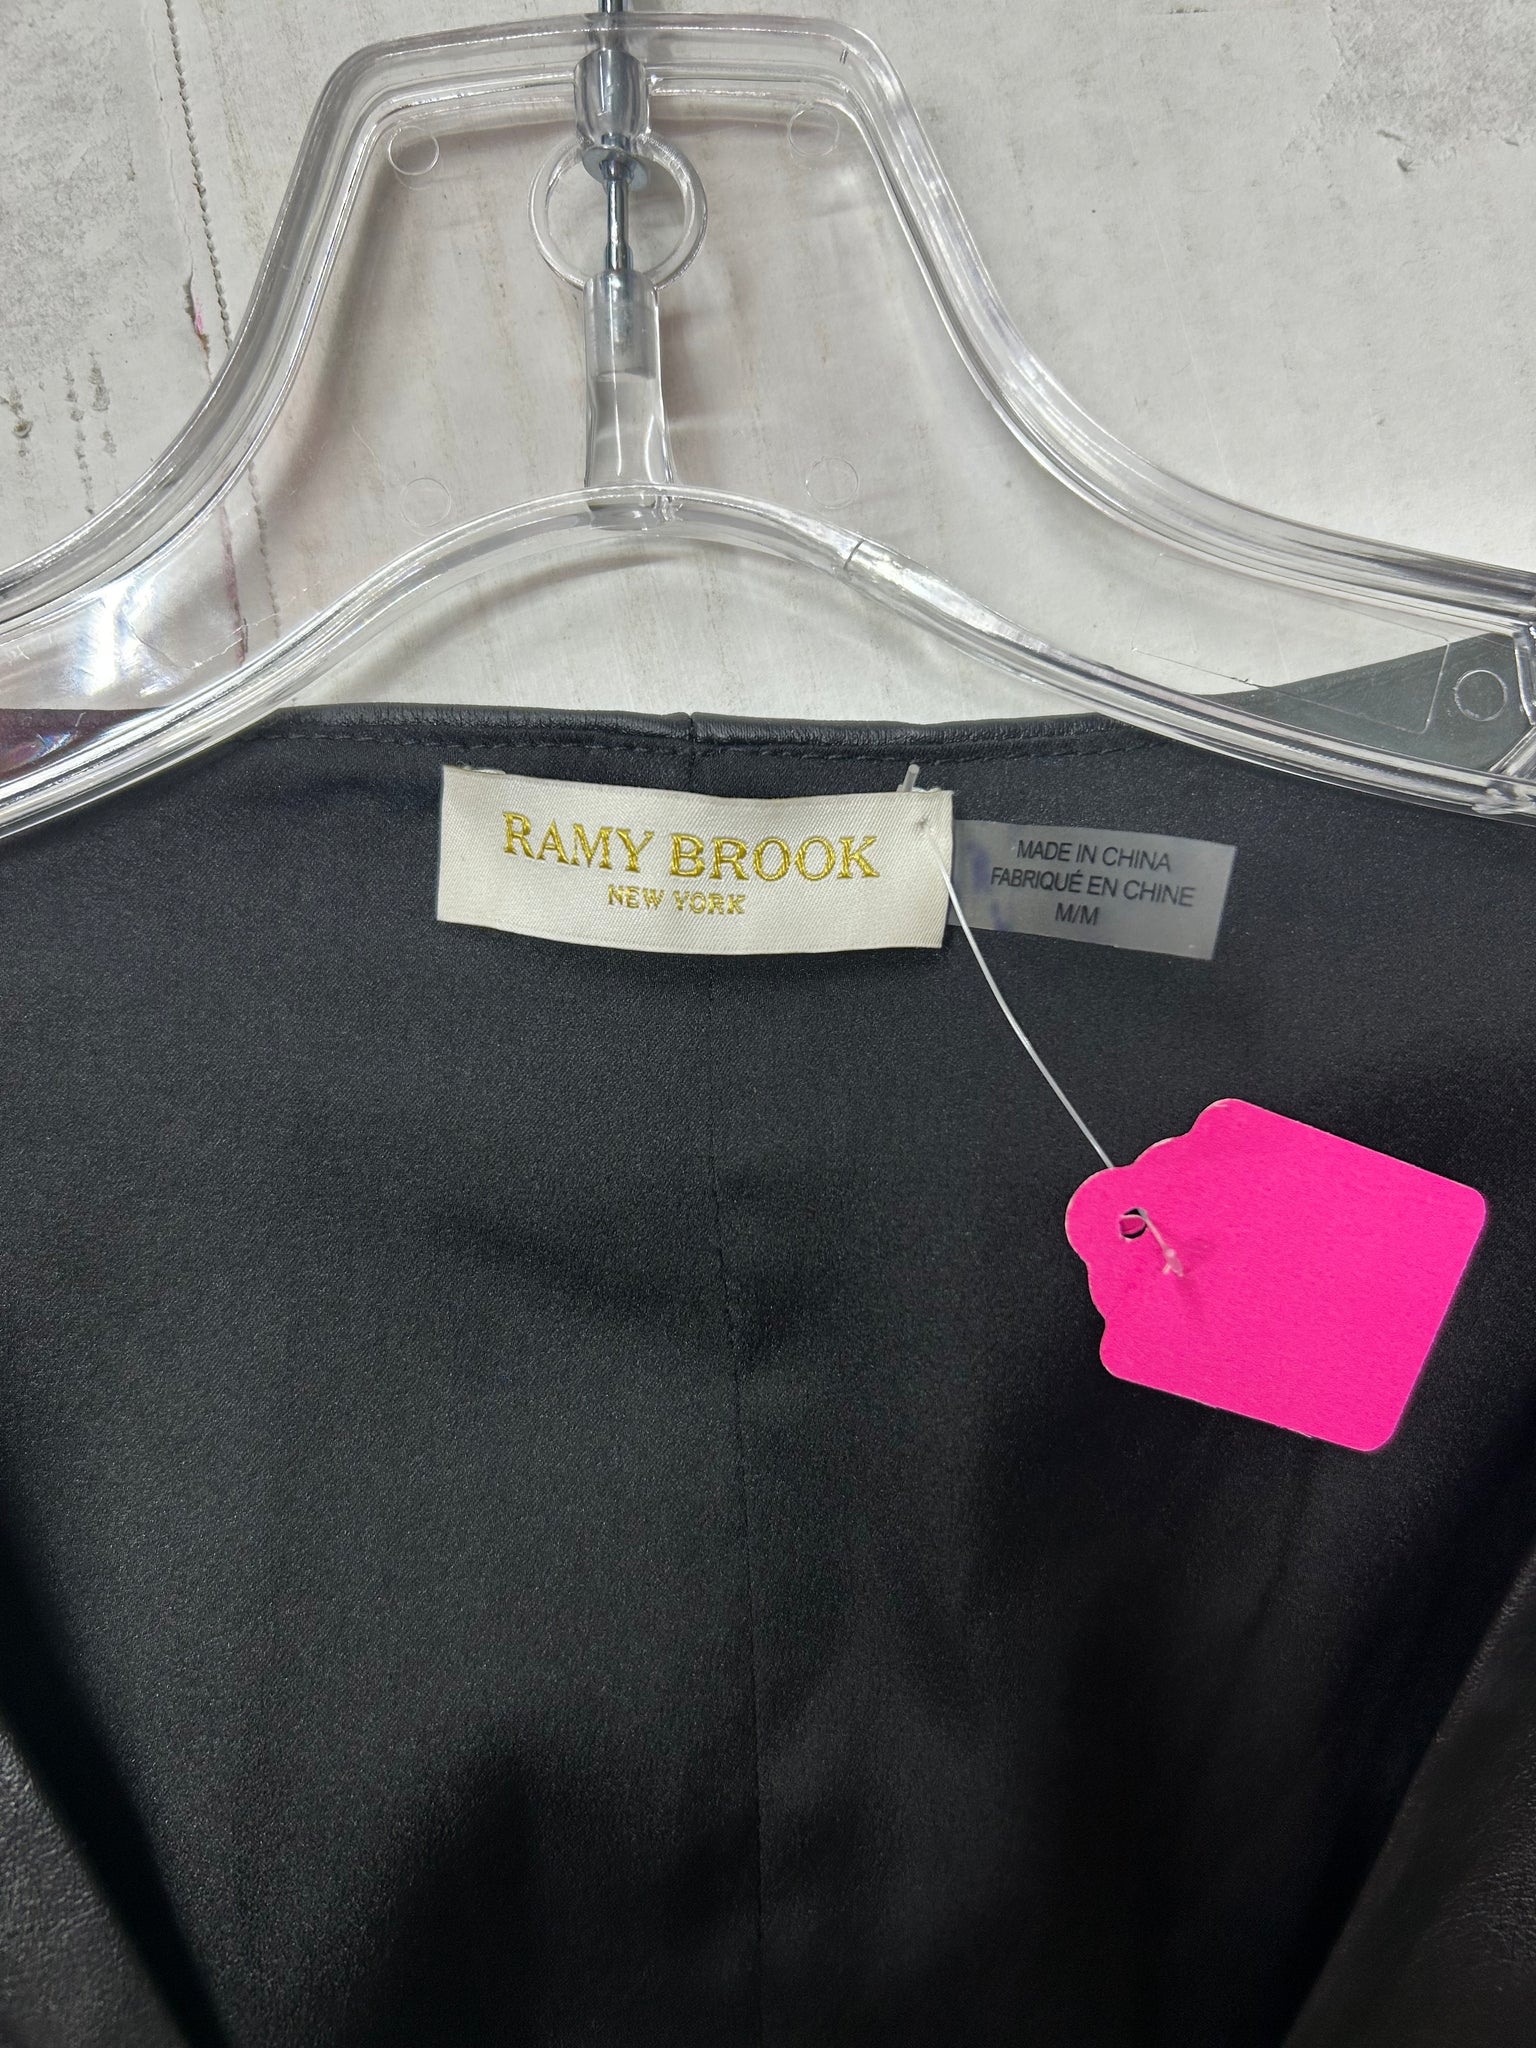 RAMY BROOK
NEW YORK
MADE IN CHINA
FABRIQUÉ EN CHINE
M/M